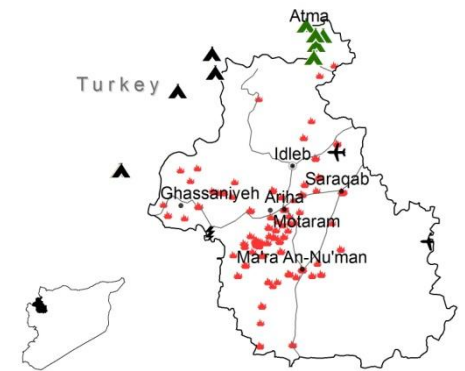 Atma
Turkey
Idleb
Saraqab
Ghassaniyeh
Ariha
Motaram
Ma'ra An-Nu'man